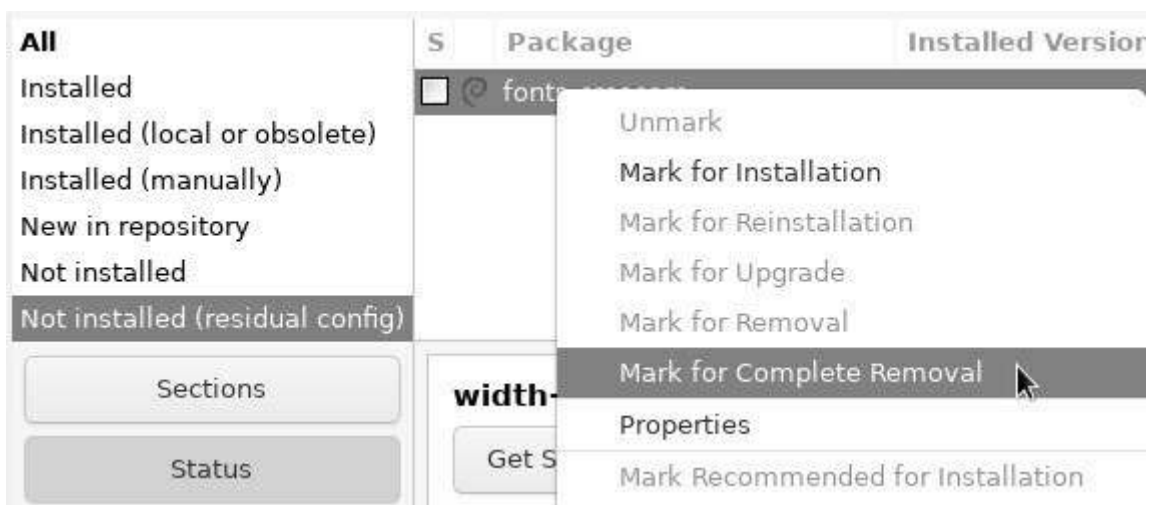 All
Installed
Installed (local or obsolete)
Installed (manually)
New in repository
Not installed
Not installed (residual config)
Sections
Status
S Package Installed Version
Unmark
Mark for Installation
Mark for Reinstallation
Mark for Upgrade
Mark for Removal
Mark for Complete Removal
Properties
Mark Recommended for Installation
width-
Get S